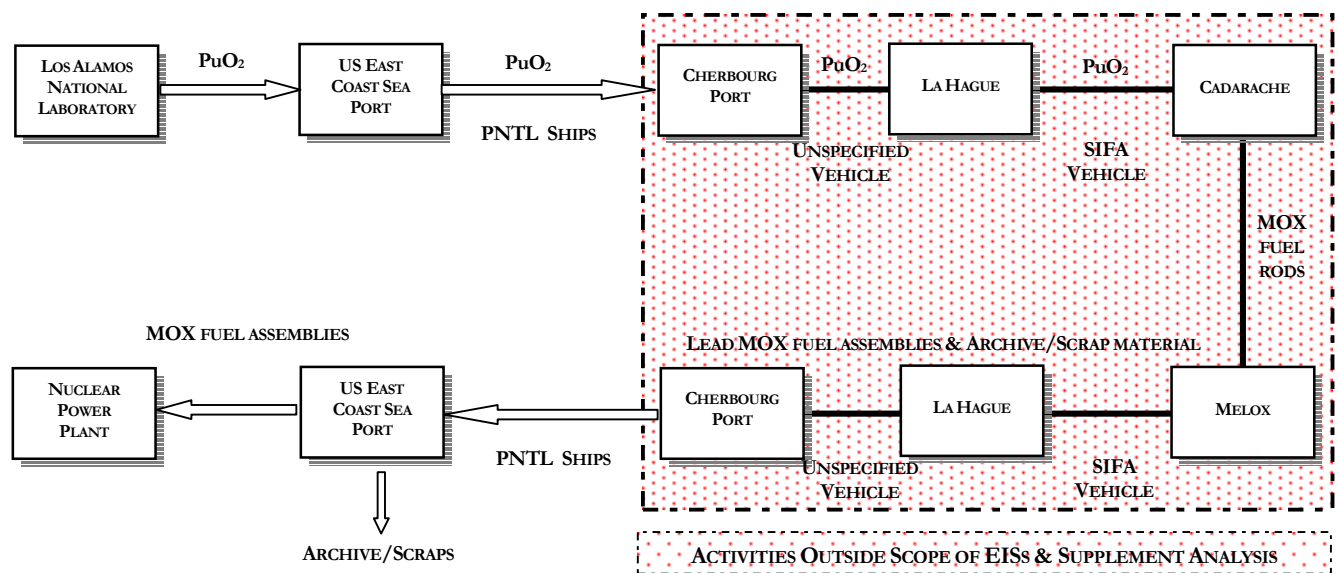 LOS ALAMOS
NATIONAL
LABORATORY
PuO2
US EAST
COAST SEA
PORT
PuO2
PNTL SHIPS
CHERBOURG
PORT
PuO2
UNSPECIFIED
VEHICLE
LA HAGUE
PuO2
SIFA
VEHICLE
CADARACHE
MOX
FUEL
RODS
MOX FUEL ASSEMBLIES
LEAD MOX FUEL ASSEMBLIES & ARCHIVE/SCRAP MATERIAL
NUCLEAR
POWER
PLANT
US EAST
COAST SEA
PORT
PNTL SHIPS
CHERBOURG
PORT
UNSPECIFIED
VEHICLE
LA HAGUE
SIFA
VEHICLE
MELOX
ARCHIVE/SCRAPS
ACTIVITIES OUTSIDE SCOPE OF EISS & SUPPLEMENT ANALYSIS